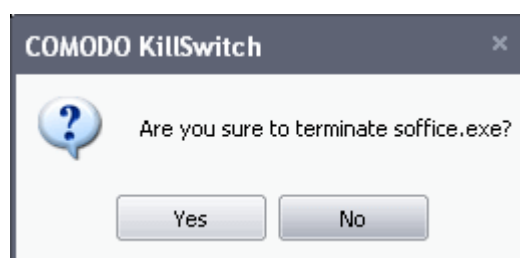 COMODO KillSwitch
Are you sure to terminate soffice.exe?
Yes No